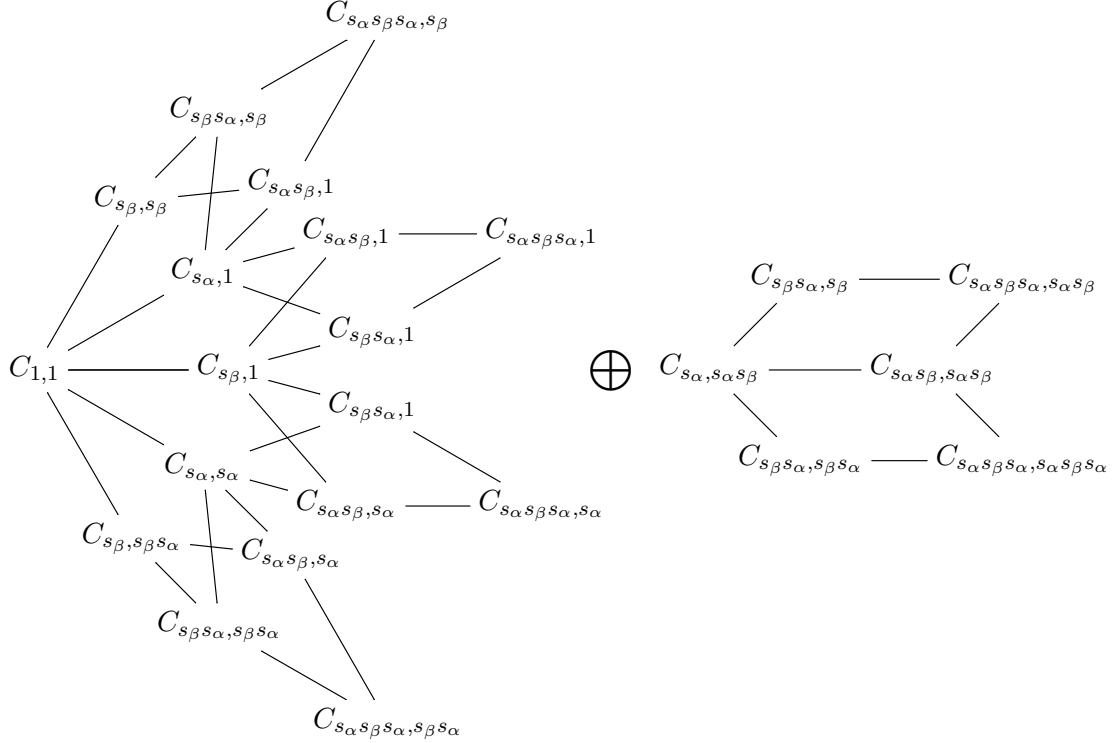 C_{s_α s_β s_α, s_β}
C_{s_β s_α, s_β}
C_{s_α s_β, 1}
C_{s_β, s_β}
C_{s_α s_β, 1}
C_{s_α s_β s_α, 1}
C_{s_α, 1}
C_{s_β s_α, s_β}
C_{s_α s_β s_α, s_α s_β}
C_{s_β s_α, 1}
C_{1,1}
C_{s_β, 1}
⊕
C_{s_α, s_α s_β}
C_{s_α s_β, s_α s_β}
C_{s_β s_α, 1}
C_{s_α, s_α}
C_{s_β s_α, s_β s_α}
C_{s_α s_β s_α, s_α s_β s_α}
C_{s_α s_β, s_α}
C_{s_α s_β s_α, s_α}
C_{s_β, s_β s_α}
C_{s_α s_β, s_α}
C_{s_β s_α, s_β s_α}
C_{s_α s_β s_α, s_β s_α}